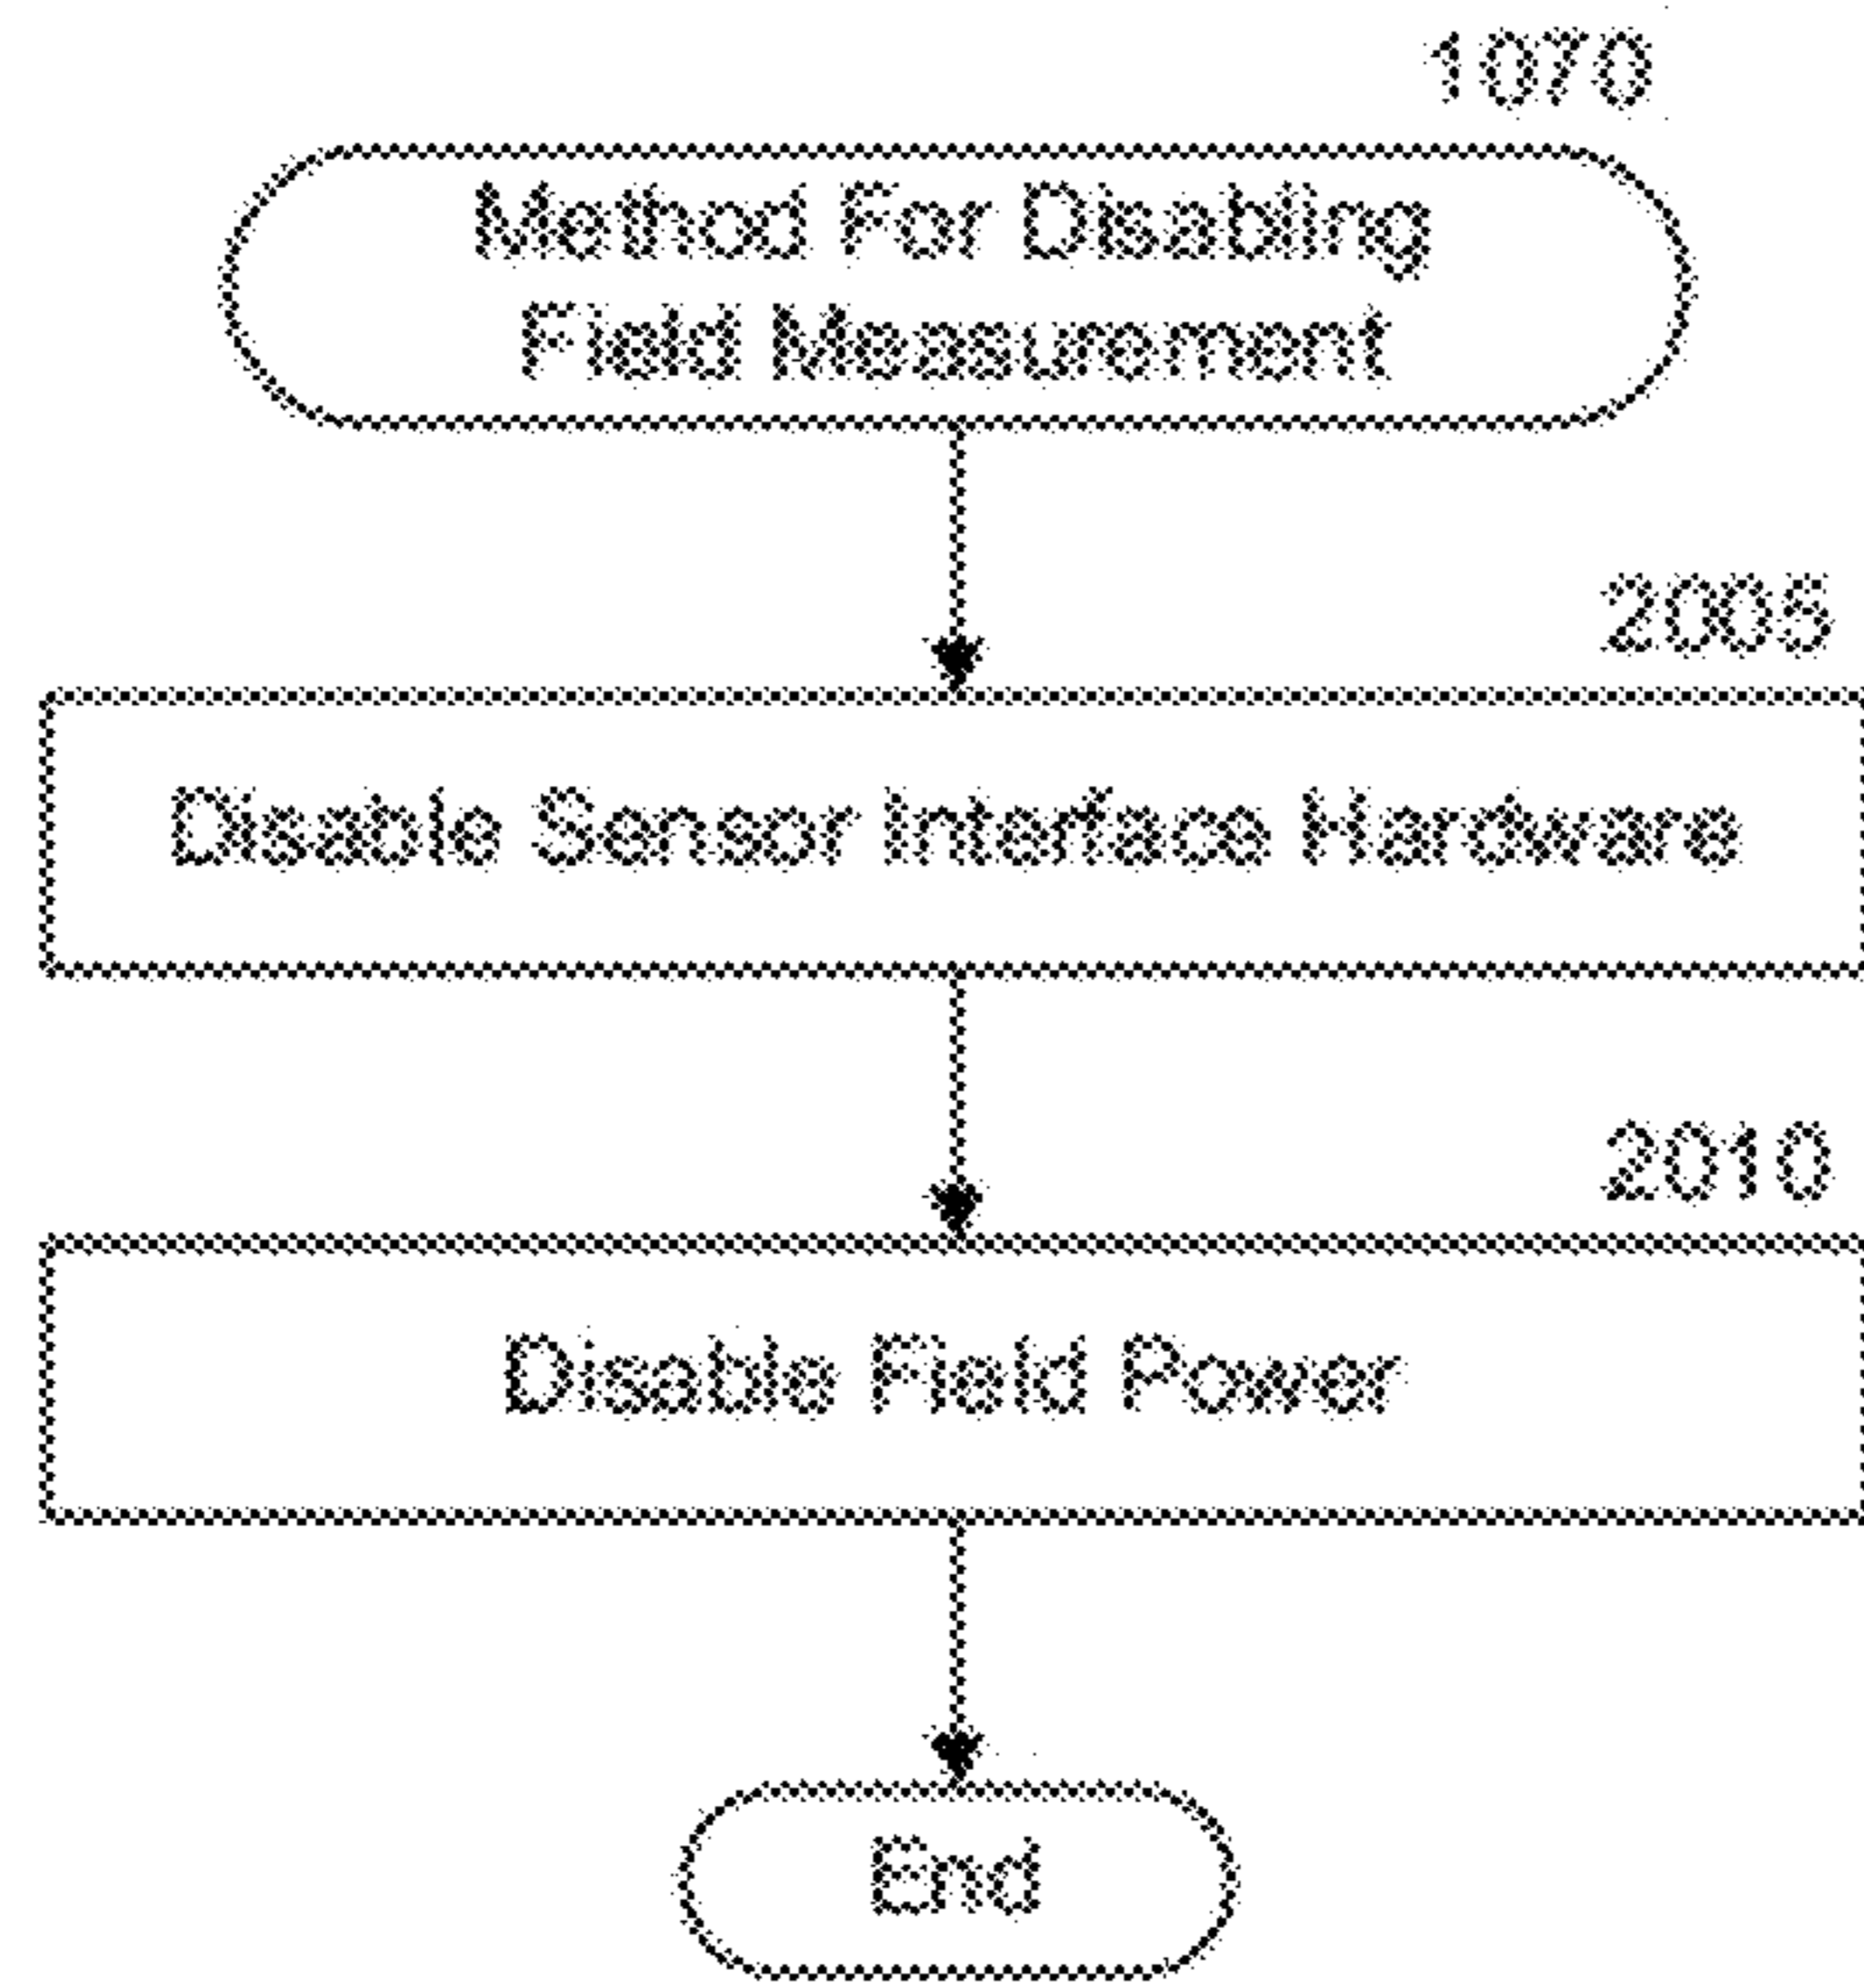 1070
Method For Disabling
Field Measurement
2005
Disable Sensor Interface Hardware
2010
Disable Field Power
End